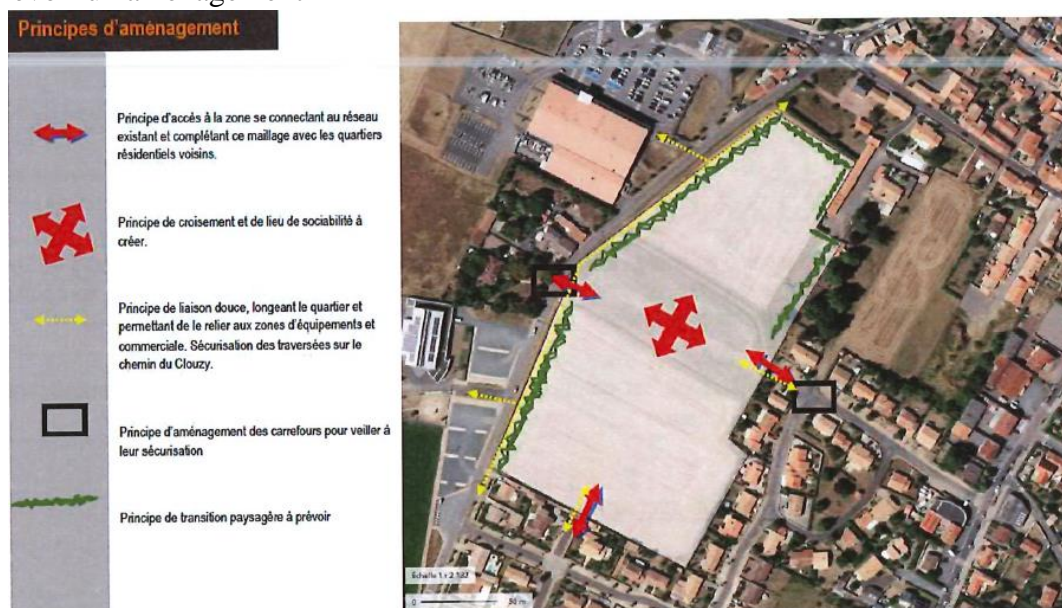 Principes d'aménagement
Principe d'accès à la zone se connectant au réseau
existant et complétant ce maillage avec les quartiers
résidentiels voisins.
Principe de croisement et de lieu de sociabilité à
créer.
Principe de liaison douce, longeant le quartier et
permettant de le relier aux zones d'équipements et
commerciale. Sécurisation des traversées sur le
chemin du Clouzy.
Principe d'aménagement des carrefours pour veiller à
leur sécurisation
Principe de transition paysagère à prévoir
0 50 m